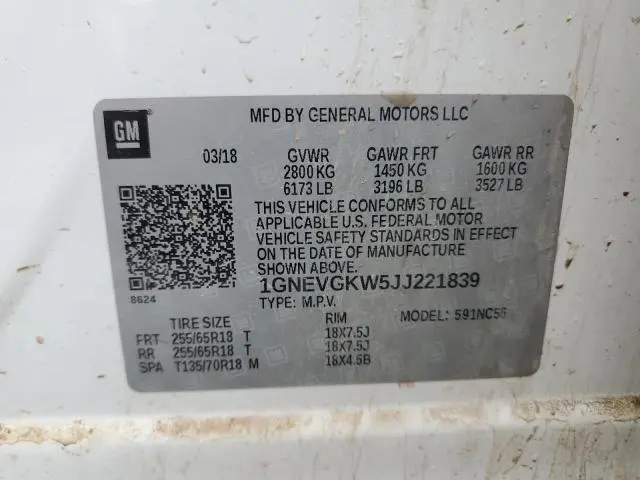 GM
MFD BY GENERAL MOTORS LLC
03/18 GVWR GAWR FRT GAWR RR
2800 KG 1450 KG 1600 KG
6173 LB 3196 LB 3527 LB
THIS VEHICLE CONFORMS TO ALL
APPLICABLE U.S. FEDERAL MOTOR
VEHICLE SAFETY STANDARDS IN EFFECT
ON THE DATE OF MANUFACTURE
SHOWN ABOVE.
8624
1GNEVGKW5JJ221839
TYPE: M.P.V. MODEL: 591NC56
TIRE SIZE RIM
FRT 255/65R18 T 18X7.5J
RR 255/65R18 T 18X7.5J
SPA T135/70R18 M 18X4.5B